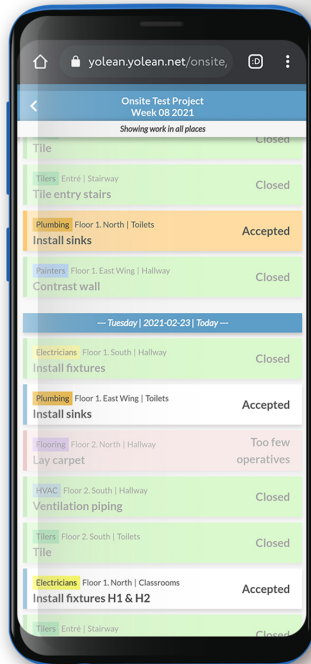 yolean.yolean.net/onsite,
:D
Onsite Test Project
Week 08 2021
Showing work in all places
Tile
Closed
Tilers Entré | Stairway
Tile entry stairs
Closed
Plumbing Floor 1. North | Toilets
Install sinks
Accepted
Painters Floor 1. East Wing | Hallway
Contrast wall
Closed
--- Tuesday | 2021-02-23 | Today ---
Electricians Floor 1. South | Hallway
Install fixtures
Closed
Plumbing Floor 1. East Wing | Toilets
Install sinks
Accepted
Flooring Floor 2. North | Hallway
Lay carpet
Too few
operatives
HVAC Floor 2. South | Hallway
Ventilation piping
Closed
Tilers Floor 2. South | Toilets
Tile
Closed
Electricians Floor 1. North | Classrooms
Install fixtures H1 & H2
Accepted
Tilers Entré | Stairway
Closed